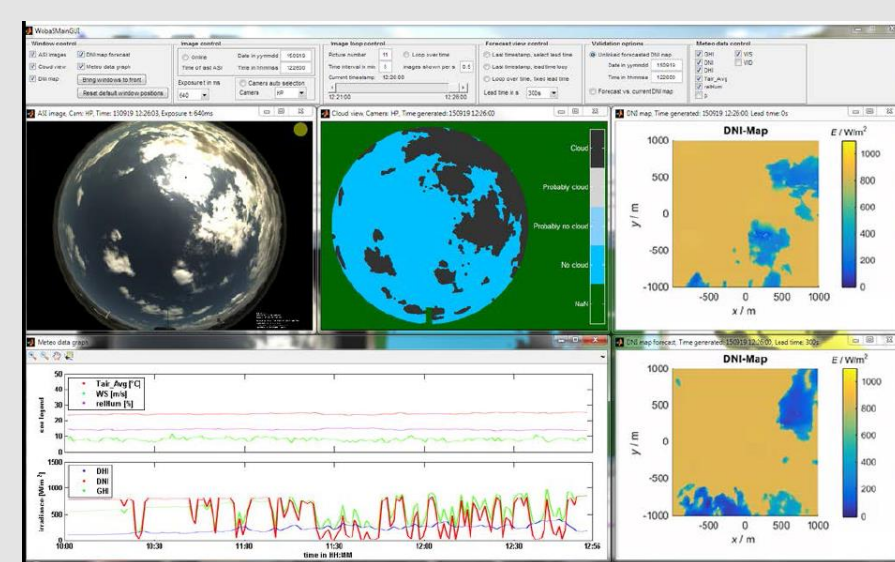 WobaSMainGUI
Window control
ASI images
DNI map forecast
Cloud view
Meteo data graph
DNI map
Bring windows to front
Reset default window positions
Image control
Online
Date in yymmdd 150919
Time of last ASI
Time in hhmmss 122600
Exposure t in ms
640
Camera auto selection
Camera HP
Image loop control
Picture number 11
Loop over time
Time interval in min
Images shown per s 0.5
Current timestamp: 12:26:00
12:21:00 12:26:00
Forecast view control
Last timestamp, select lead time
Last timestamp, lead time loop
Loop over time, fixed lead time
Lead time in s 300s
Validation options
Date in yymmdd 150919
Time in hhmmss 122600
Forecast vs. current DNI map
Meteo data control
GHI
WS
DNI
WD
DHI
Tair_Avg
relHum
p
ASI image, Cam: HP, Time: 150919 12:26:03, Exposure t: 640ms
Cloud view, Camera: HP, Time generated: 150919 12:26:00
Cloud
Probably cloud
Probably no cloud
No cloud
NaN
DNI map, Time generated: 150919 12:26:00, Lead time: 0s
DNI-Map
E / W/m²
1000
500
0
-500
-1000
y / m
-500 0 500 1000
x / m
1000
800
600
400
200
0
Meteo data graph
50
40
30
20
10
0
see legend
Tair_Avg [°C]
WS [m/s]
relHum [%]
1500
1000
500
0
irradiance [W/m²]
DHI
DNI
GHI
10:00 10:30 11:00 11:30 12:00 12:30 12:56
time in HH:MM
DNI map forecast, Time generated: 150919 12:26:00, Lead time: 300s
DNI-Map
E / W/m²
1000
500
0
-500
-1000
y / m
-500 0 500 1000
x / m
1000
800
600
400
200
0